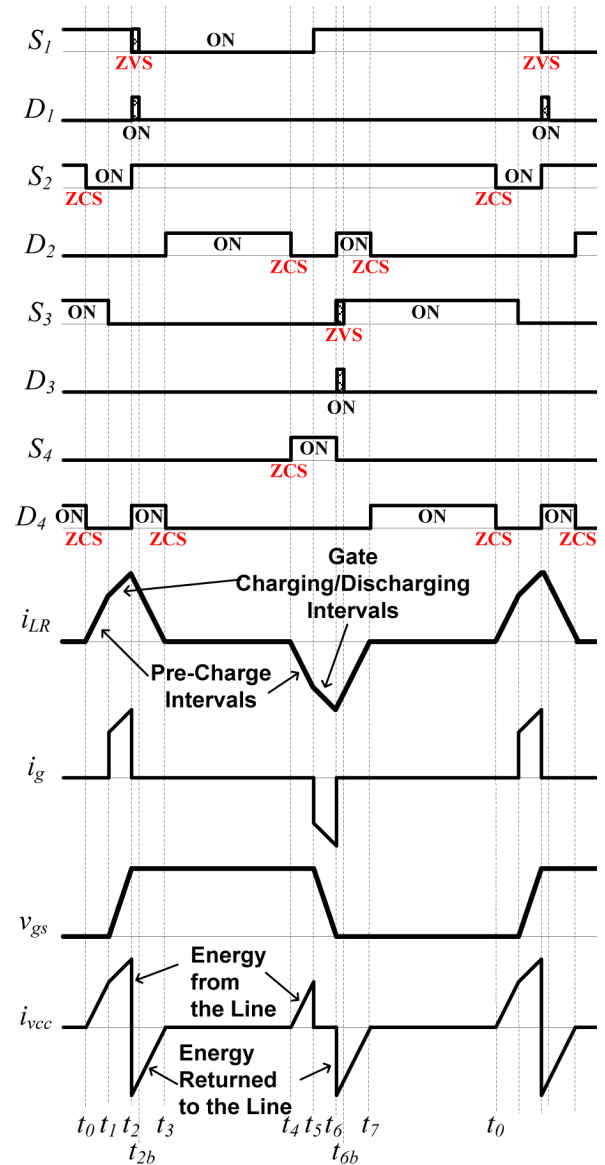 S1
ON
ZVS
ZVS
D1
ON
ON
S2
ON
ON
ZCS
ZCS
D2
ON
ON
ZCS
ZCS
S3
ON
ON
ZVS
D3
ON
S4
ON
ZCS
D4
ON
ON
ON
ON
ZCS
ZCS
ZCS
ZCS
Gate
Charging/Discharging
Intervals
iLR
Pre-Charge
Intervals
ig
vgs
Energy
from
the Line
ivcc
Energy
Returned
to the Line
t0 t1 t2 t3 t4 t5 t6 t7 t0
t2b t6b